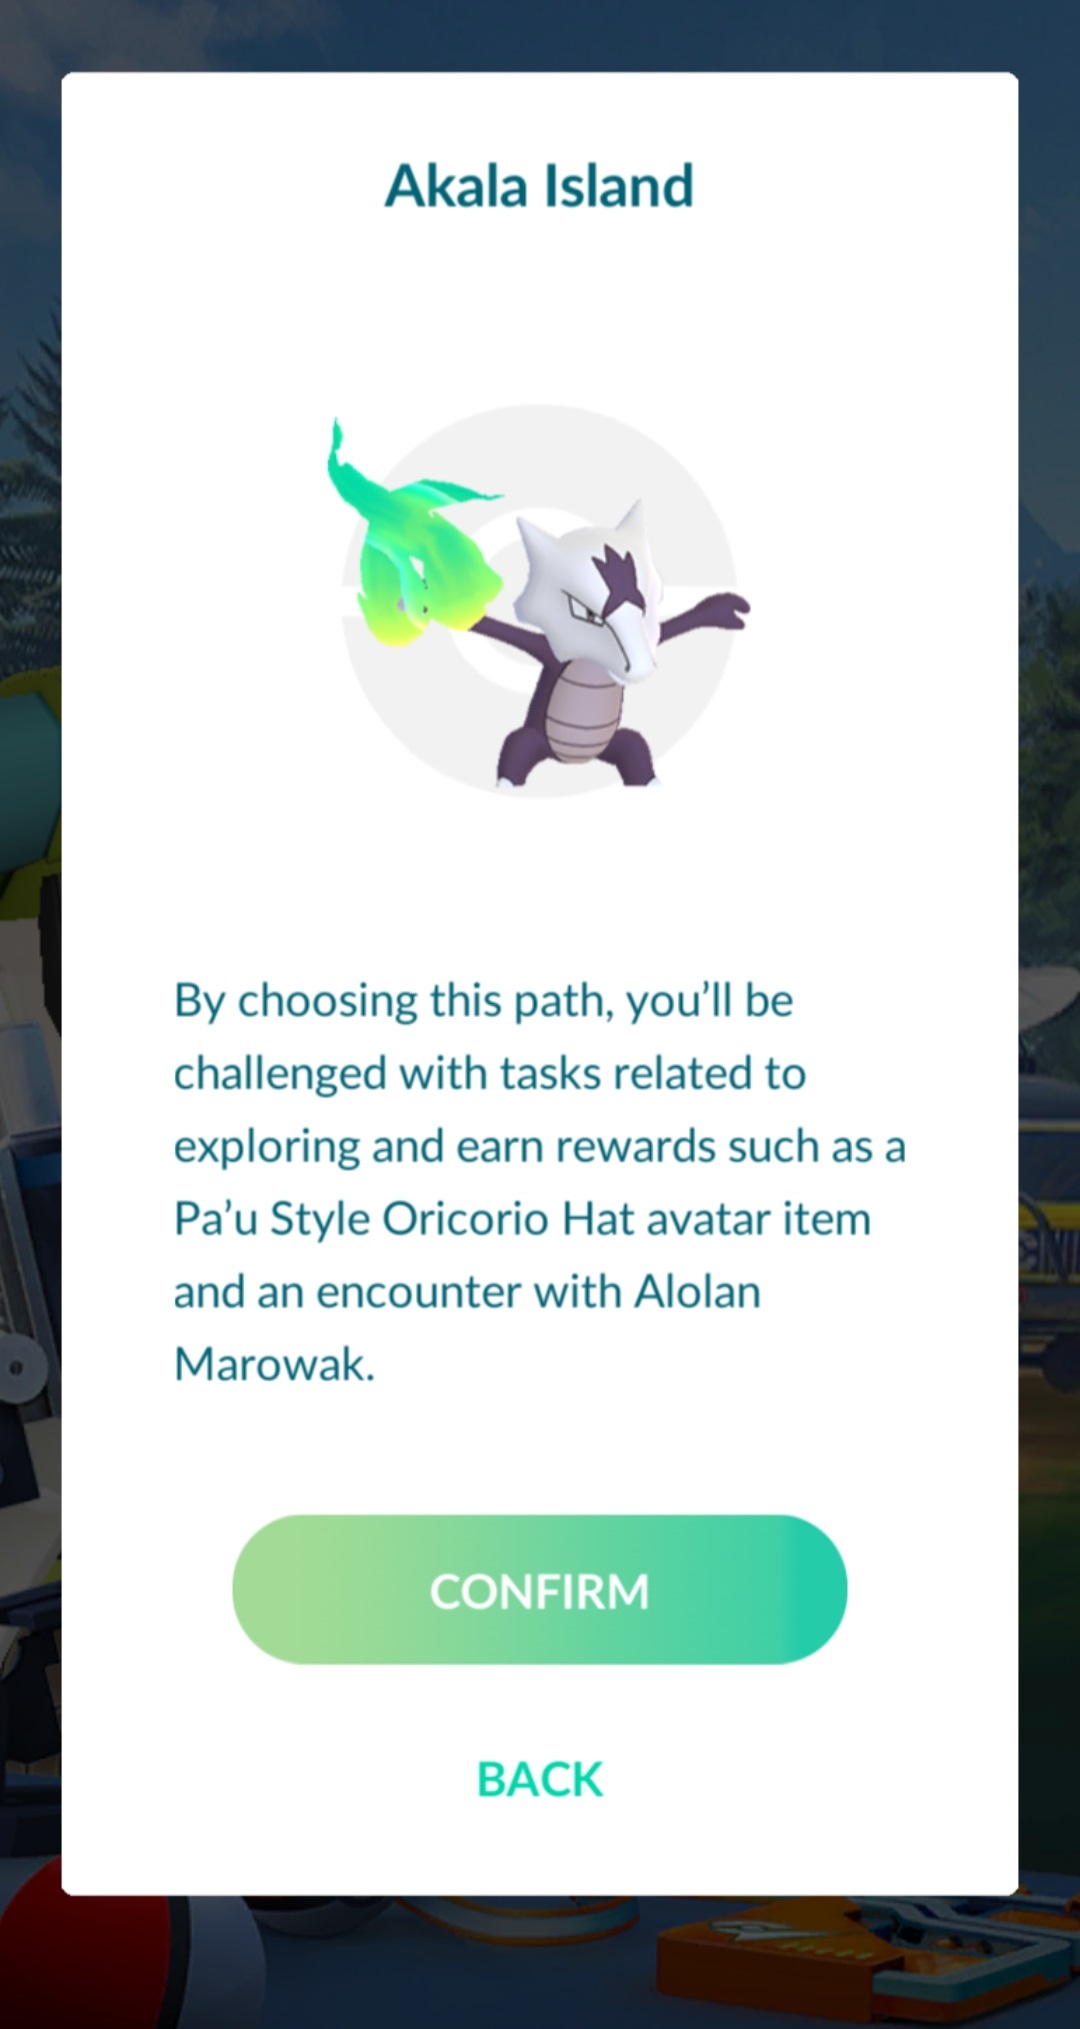 Akala Island
By choosing this path, you’ll be
challenged with tasks related to
exploring and earn rewards such as a
Pa’u Style Oricorio Hat avatar item
and an encounter with Alolan
Marowak.
CONFIRM
BACK